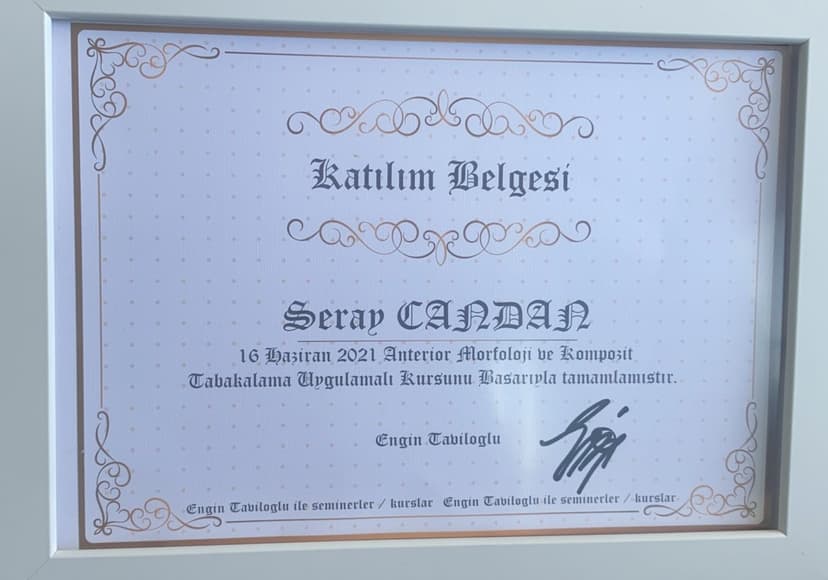 Katılım Belgesi
Seray CANDAN
16 Haziran 2021 Anterior Morfoloji ve Kompozit
Tabakalama Uygulamalı Kursunu Basarıyla tamamlamıstır.
Engin Taviloglu
Engin Taviloglu ile seminerler / kurslar Engin Taviloglu ile seminerler / kurslar